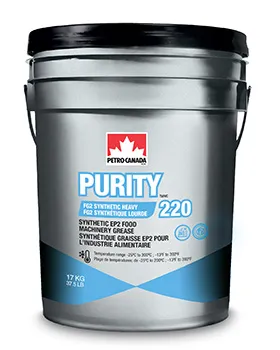 PETRO-CANADA
PURITY
FG2 SYNTHETIC HEAVY
FG2 SYNTHÉTIQUE LOURDE
220
SYNTHETIC EP2 FOOD
MACHINERY GREASE
SYNTHÉTIQUE GRAISSE EP2 POUR
L'INDUSTRIE ALIMENTAIRE
17 KG
37.5 LB